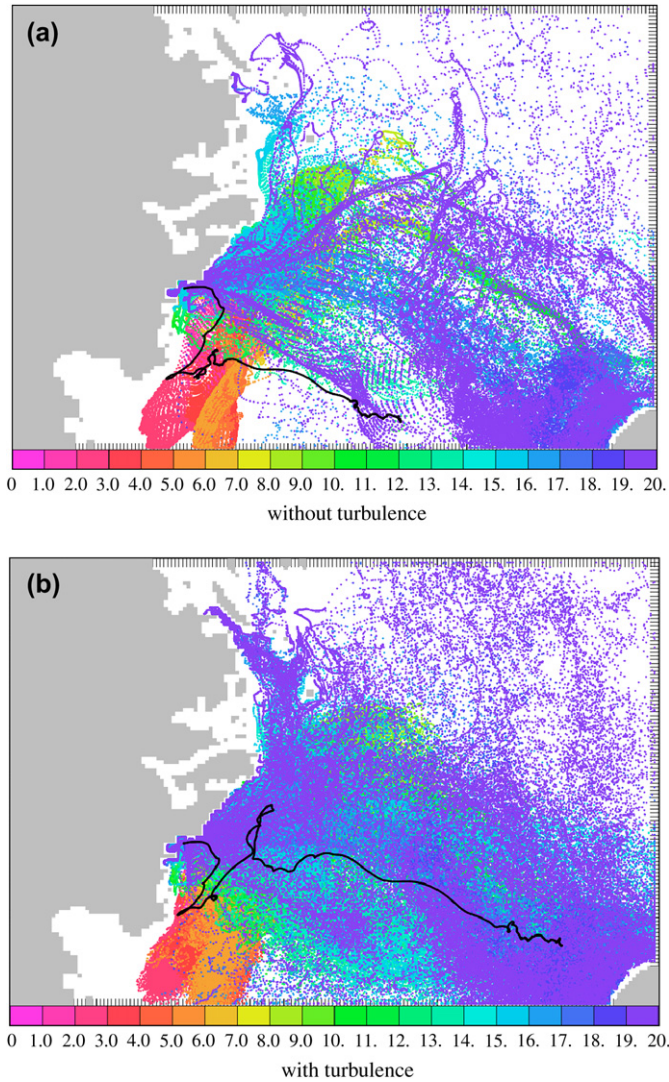 (a)
0 1.0 2.0 3.0 4.0 5.0 6.0 7.0 8.0 9.0 10. 11. 12. 13. 14. 15. 16. 17. 18. 19. 20.
without turbulence
(b)
0 1.0 2.0 3.0 4.0 5.0 6.0 7.0 8.0 9.0 10. 11. 12. 13. 14. 15. 16. 17. 18. 19. 20.
with turbulence